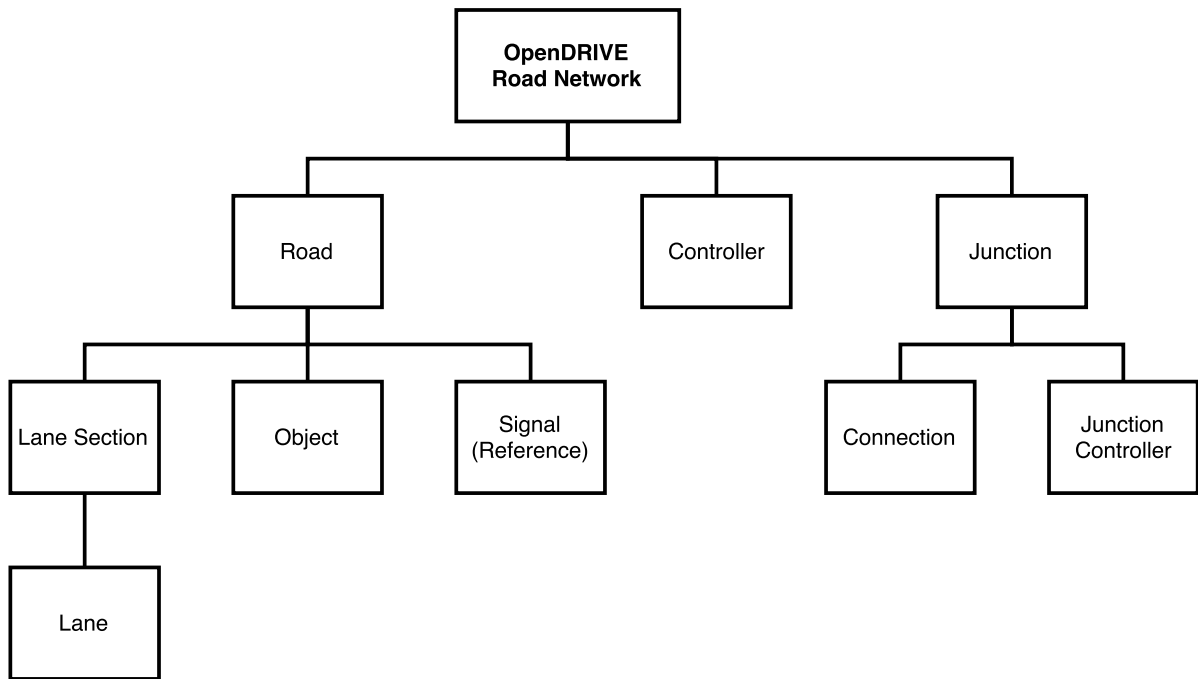 OpenDRIVE
Road Network
Road
Controller
Junction
Lane Section
Object
Signal
(Reference)
Connection
Junction
Controller
Lane